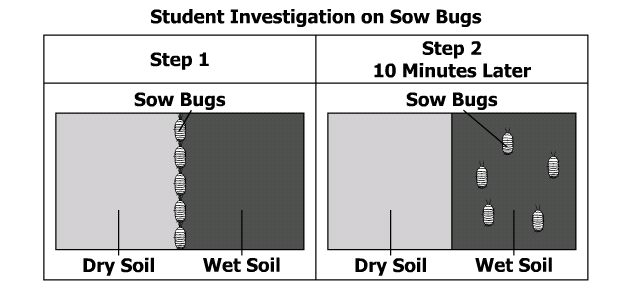 Student Investigation on Sow Bugs
Step 1
Step 2
10 Minutes Later
Sow Bugs
Dry Soil
Wet Soil
Sow Bugs
Dry Soil
Wet Soil